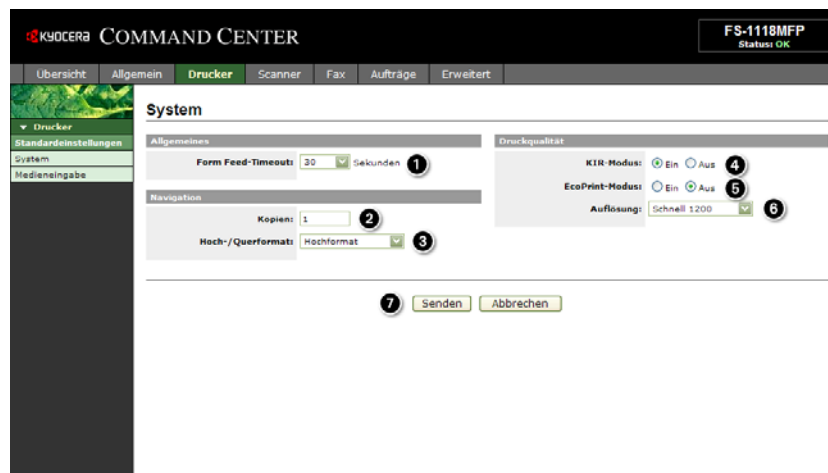 KYOCERA COMMAND CENTER
FS-1118MFP
Status: OK
Übersicht Allgemein Drucker Scanner Fax Aufträge Erweitert
Drucker
Standardeinstellungen
System
Medieneingabe
System
Allgemeines
Form Feed-Timeout: 30 Sekunden 1
Navigation
Kopien: 1 2
Hoch-/Querformat: Hochformat 3
Druckqualität
KIR-Modus: Ein Aus 4
EcoPrint-Modus: Ein Aus 5
Auflösung: Schnell 1200 6
7 Senden Abbrechen